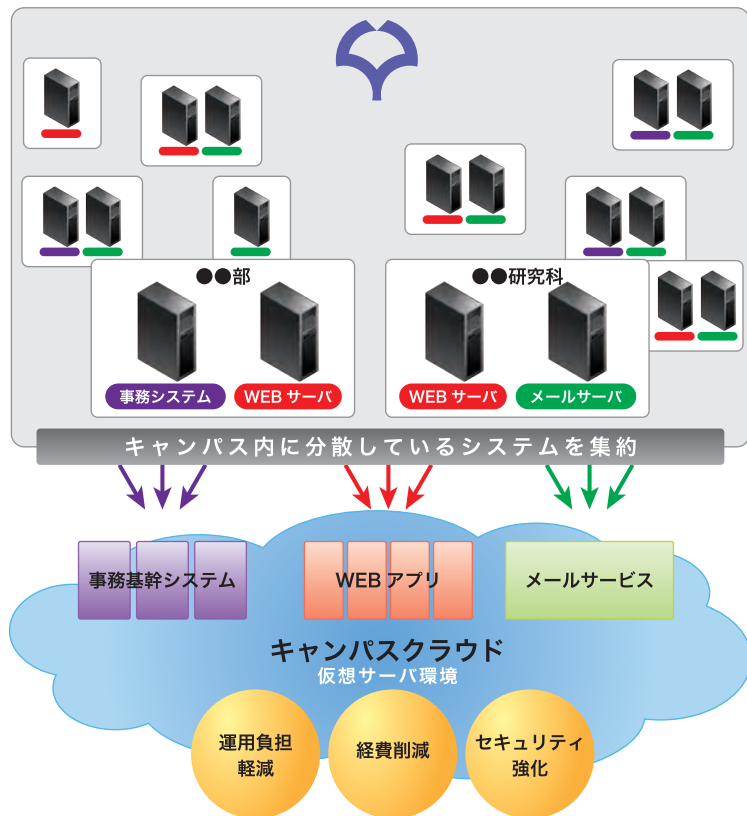 ●●部
●●研究科
事務システム
WEB サーバ
WEB サーバ
メールサーバ
キャンパス内に分散しているシステムを集約
事務基幹システム
WEB アプリ
メールサービス
キャンパスクラウド
仮想サーバ環境
運用負担
軽減
経費削減
セキュリティ
強化